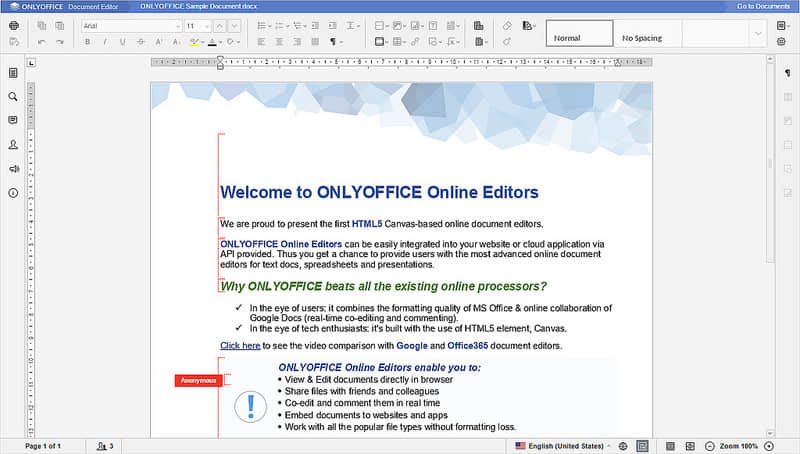 ONLYOFFICE Document Editor ONLYOFFICE Sample Document.docx Go to Documents
Arial 11
Normal No Spacing
Welcome to ONLYOFFICE Online Editors
We are proud to present the first HTML5 Canvas-based online document editors.
ONLYOFFICE Online Editors can be easily integrated into your website or cloud application via
API provided. Thus you get a chance to provide users with the most advanced online document
editors for text docs, spreadsheets and presentations.
Why ONLYOFFICE beats all the existing online processors?
✓ In the eye of users: it combines the formatting quality of MS Office & online collaboration of
Google Docs (real-time co-editing and commenting).
✓ In the eye of tech enthusiasts: it's built with the use of HTML5 element, Canvas.
Click here to see the video comparison with Google and Office365 document editors.
ONLYOFFICE Online Editors enable you to:
Anonymous
• View & Edit documents directly in browser
• Share files with friends and colleagues
• Co-edit and comment them in real time
• Embed documents to websites and apps
• Work with all the popular file types without formatting loss.
Page 1 of 1 3 English (United States) Zoom 100%